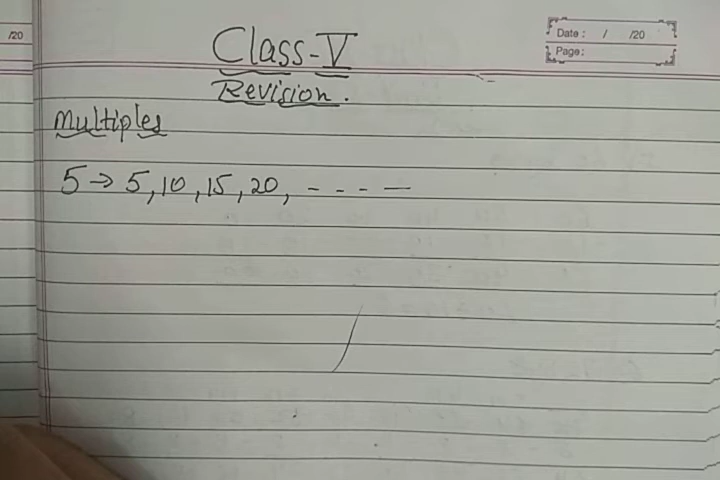 /20
Date : / /20
Page:
Class-V
Revision.
Multiples
5 → 5, 10, 15, 20, - - - —